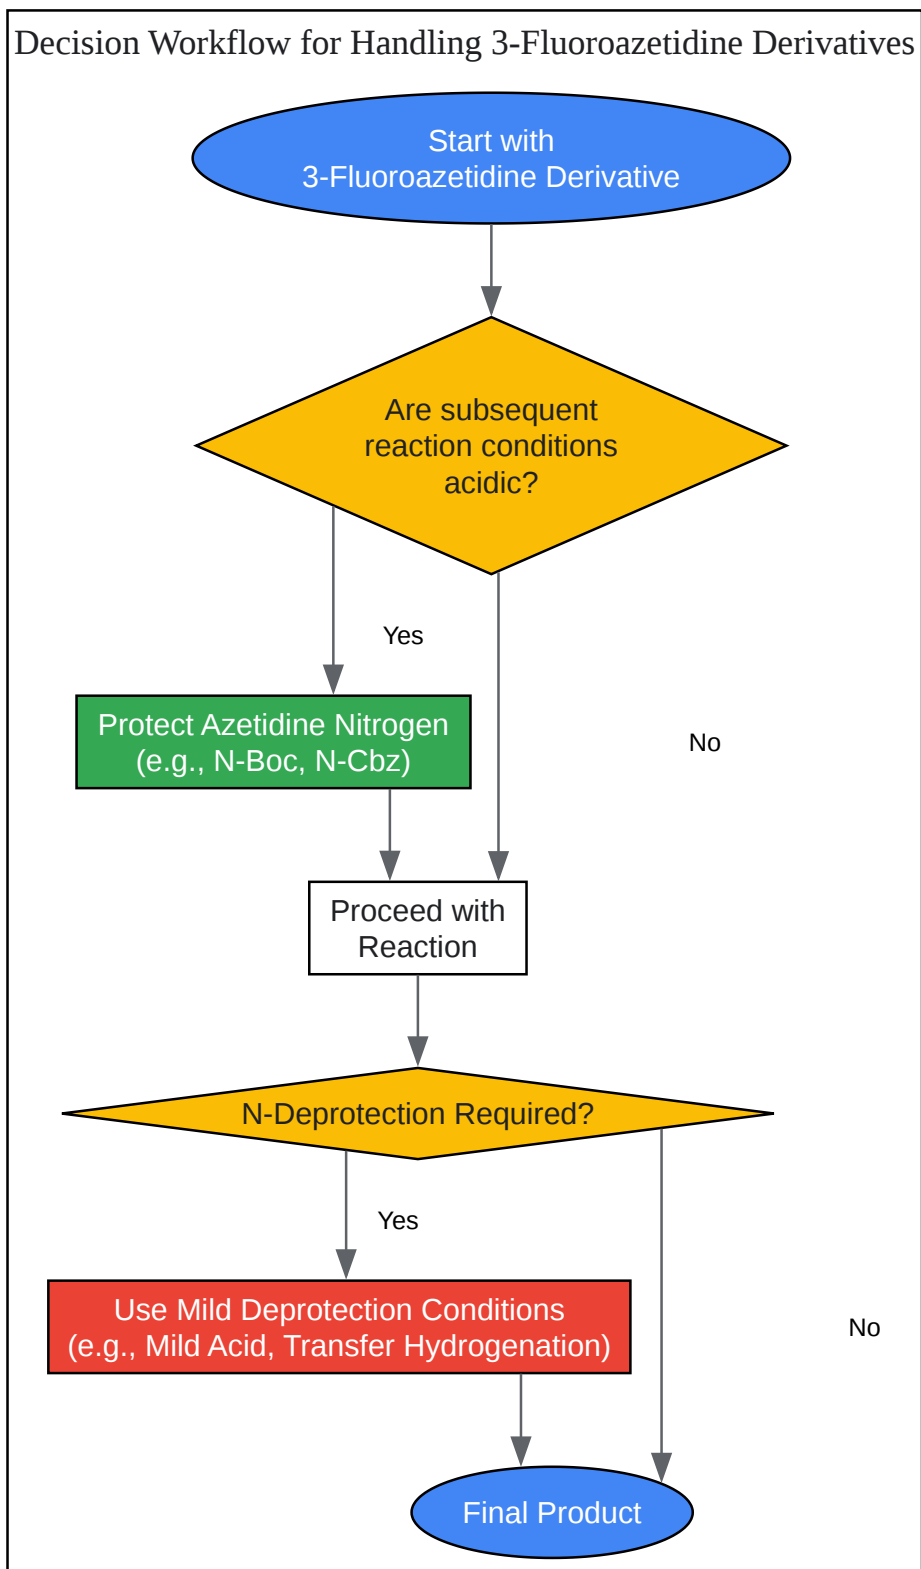 Decision Workflow for Handling 3-Fluoroazetidine Derivatives
Start with
3-Fluoroazetidine Derivative
Are subsequent
reaction conditions
acidic?
Yes
Protect Azetidine Nitrogen
(e.g., N-Boc, N-Cbz)
No
Proceed with
Reaction
N-Deprotection Required?
Yes
Use Mild Deprotection Conditions
(e.g., Mild Acid, Transfer Hydrogenation)
No
Final Product